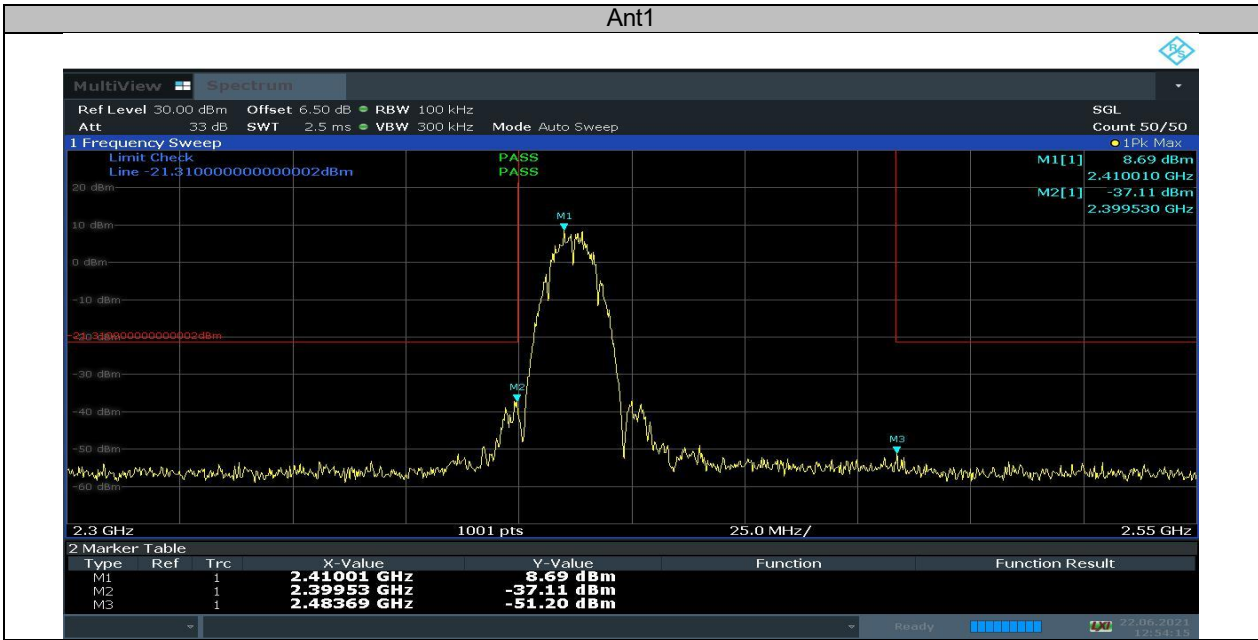 Ant1
R&S
MultiView Spectrum
Ref Level 30.00 dBm Offset 6.50 dB RBW 100 kHz SGL
Att 33 dB SWT 2.5 ms VBW 300 kHz Mode Auto Sweep Count 50/50
1 Frequency Sweep 1Pk Max
Limit Check PASS M1[1] 8.69 dBm
Line -21.310000000000002dBm PASS 2.410010 GHz
20 dBm M2[1] -37.11 dBm
2.399530 GHz
M1
10 dBm
0 dBm
-10 dBm
-21.310000000000002dBm
-20 dBm
-30 dBm
M2
-40 dBm
M3
-50 dBm
-60 dBm
2.3 GHz 1001 pts 25.0 MHz/ 2.55 GHz
2 Marker Table
Type Ref Trc X-Value Y-Value Function Function Result
M1 1 2.41001 GHz 8.69 dBm
M2 1 2.39953 GHz -37.11 dBm
M3 1 2.48369 GHz -51.20 dBm
Ready LXI 22.06.2021
12:54:15